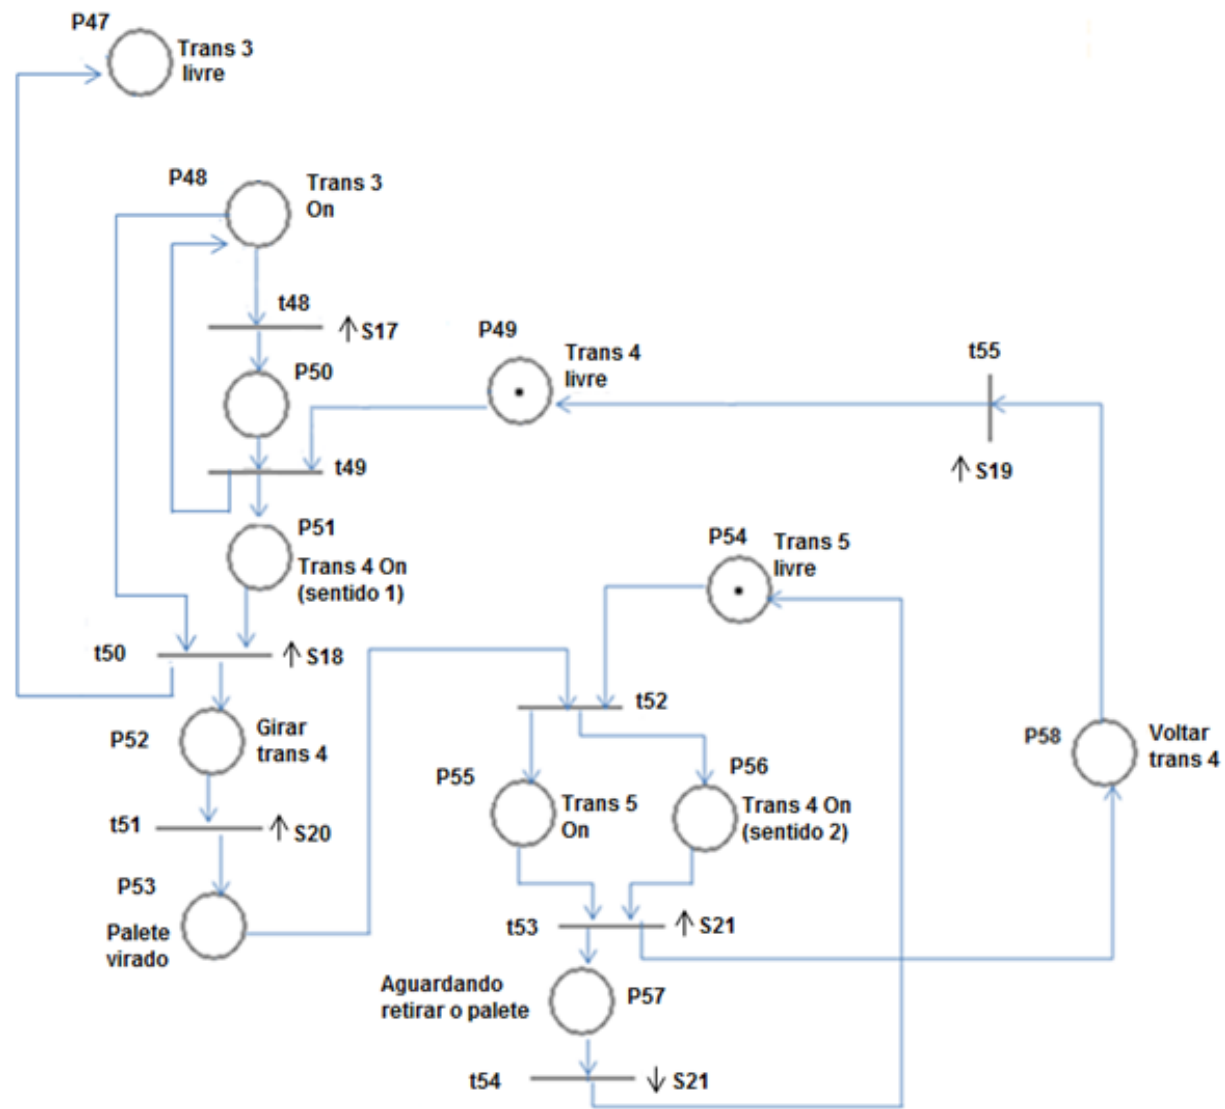 P47
Trans 3
livre
P48
Trans 3
On
t48
↑ S17
P49
Trans 4
livre
t55
P50
t49
↑ S19
P51
Trans 4 On
(sentido 1)
P54
Trans 5
livre
t50
↑ S18
t52
P52
Girar
trans 4
P58
Voltar
trans 4
P55
Trans 5
On
P56
Trans 4 On
(sentido 2)
t51
↑ S20
P53
Palete
virado
t53
↑ S21
Aguardando
retirar o palete
P57
t54
↓ S21